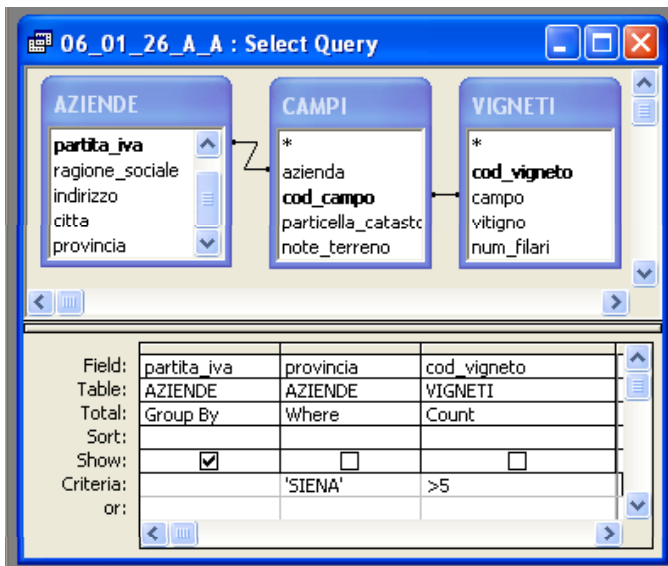 06_01_26_A_A : Select Query
AZIENDE
partita_iva
ragione_sociale
indirizzo
citta
provincia
CAMPI
*
azienda
cod_campo
particella_catasto
note_terreno
VIGNETI
*
cod_vigneto
campo
vitigno
num_filari
Field: partita_iva provincia cod_vigneto
Table: AZIENDE AZIENDE VIGNETI
Total: Group By Where Count
Sort:
Show:
Criteria: 'SIENA' >5
or: